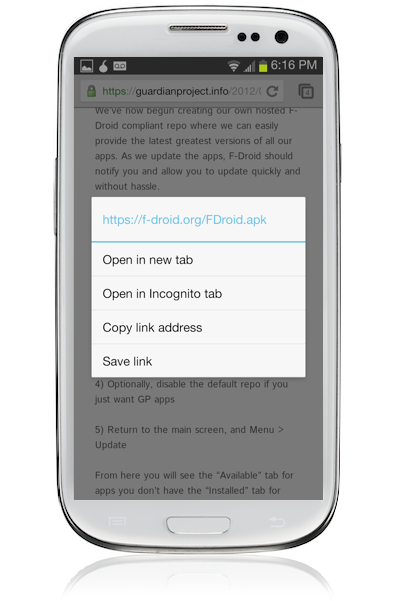 6:16 PM
https://guardianproject.info/2012/0
4
We've now begun creating our own hosted F-
Droid compliant repo where we can easily
provide the latest greatest versions of all our
apps. As we update the apps, F-Droid should
notify you and allow you to update quickly and
without hassle.
https://f-droid.org/FDroid.apk
Open in new tab
Open in Incognito tab
Copy link address
Save link
4) Optionally, disable the default repo if you
just want GP apps
5) Return to the main screen, and Menu >
Update
From here you will see the “Available” tab for
apps you don't have the “Installed” tab for